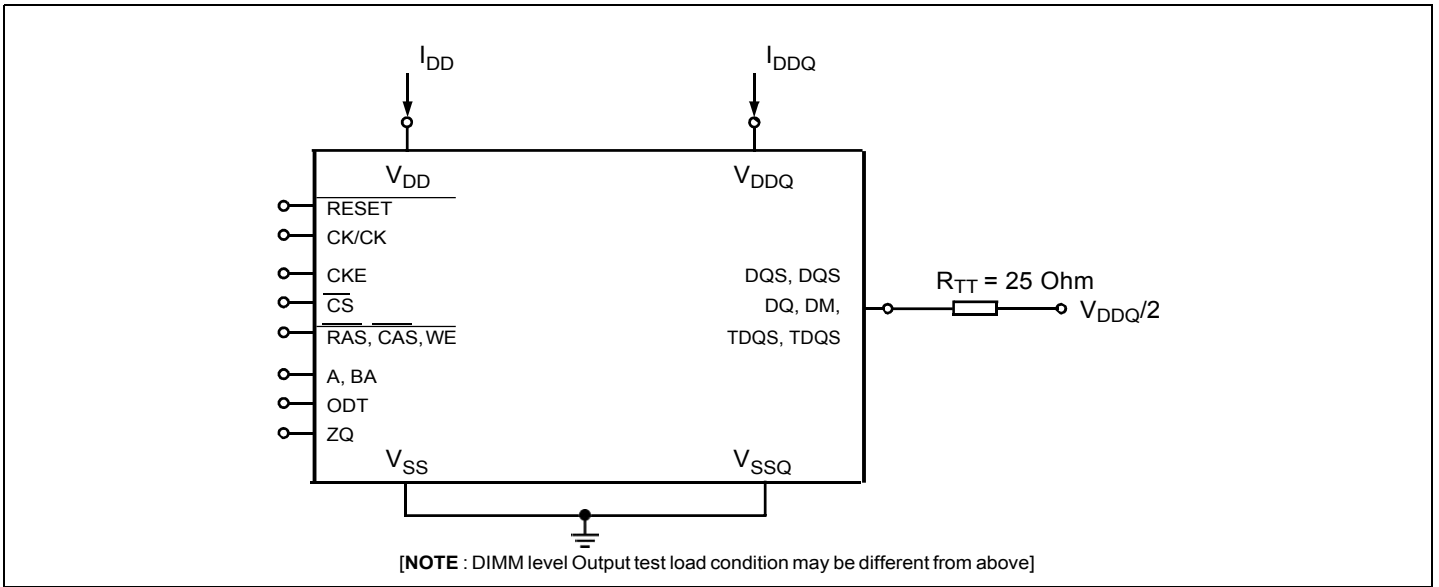 IDD
IDDQ
VDD
VDDQ
RESET
CK/CK
CKE
CS
RAS, CAS, WE
A, BA
ODT
ZQ
DQS, DQS
DQ, DM,
TDQS, TDQS
RTT = 25 Ohm
VDDQ/2
VSS
VSSQ
[NOTE : DIMM level Output test load condition may be different from above]